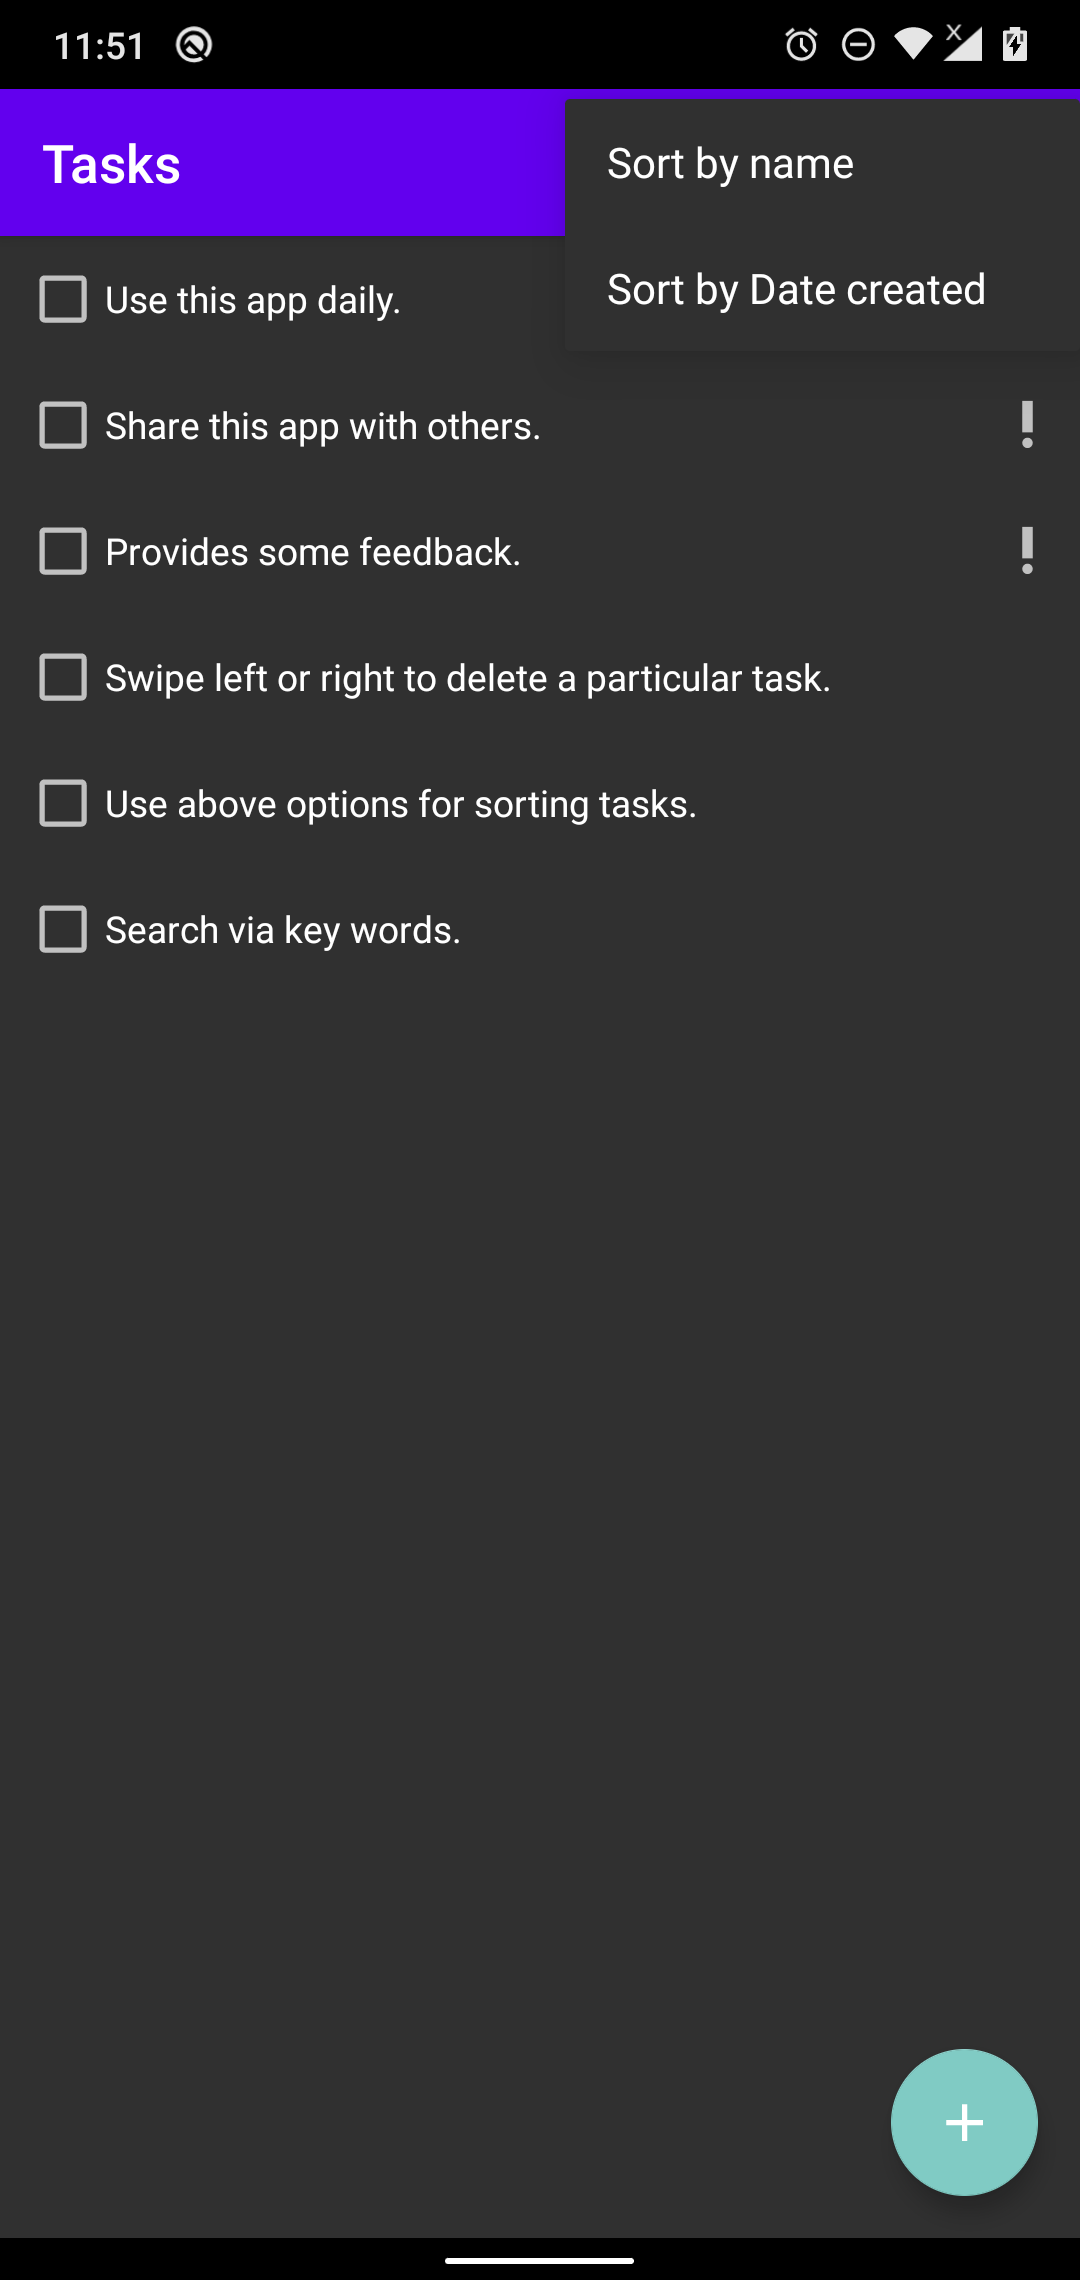 11:51
Tasks
Sort by name
Sort by Date created
Use this app daily.
Share this app with others.
Provides some feedback.
Swipe left or right to delete a particular task.
Use above options for sorting tasks.
Search via key words.